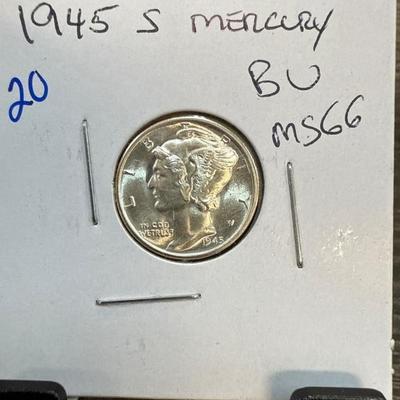 1945 S MERCURY
20
BU
MS66
LIBERTY
IN GOD
WE TRUST
1945